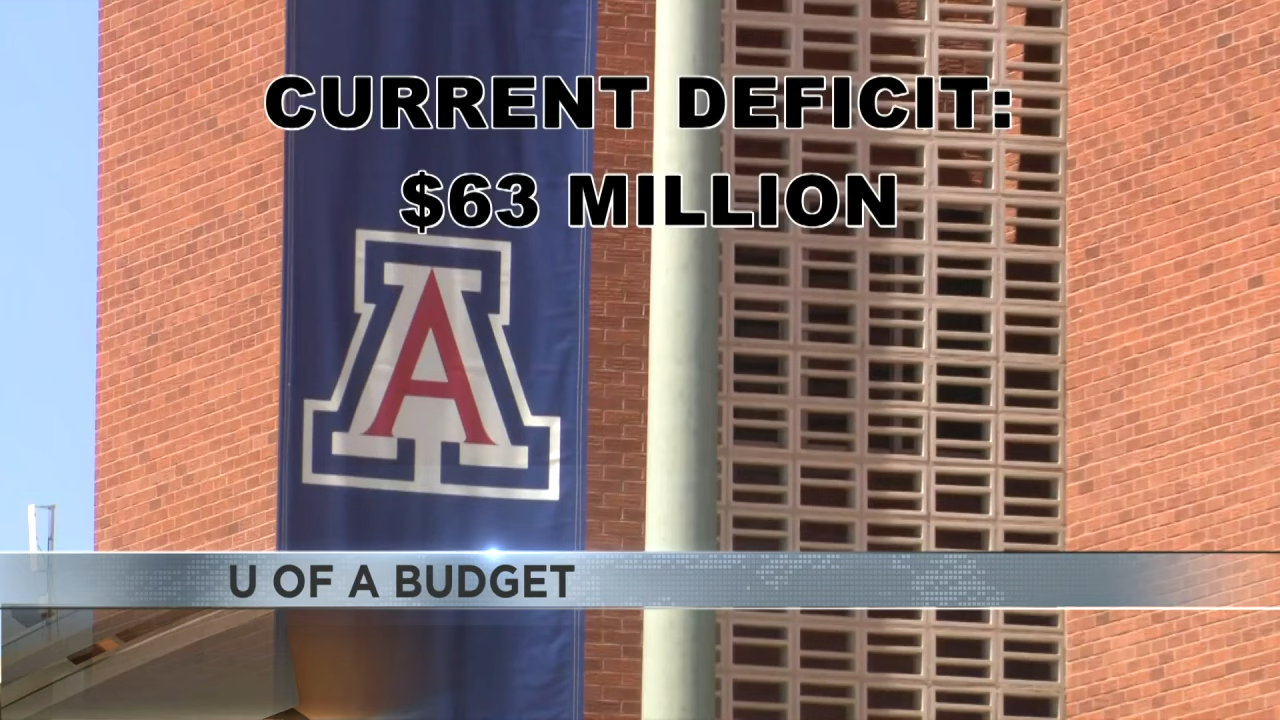 CURRENT DEFICIT:
$63 MILLION
A
U OF A BUDGET